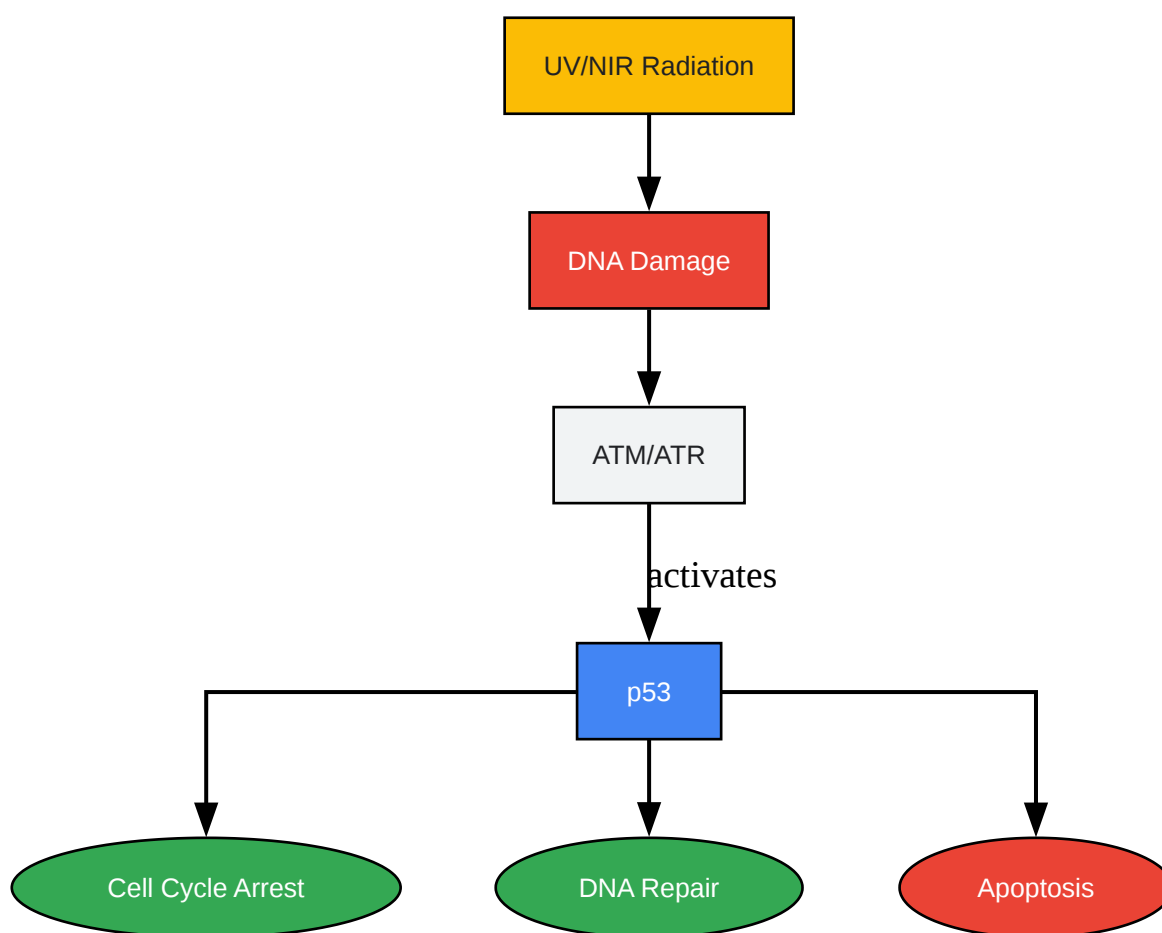 UV/NIR Radiation
DNA Damage
ATM/ATR
activates
p53
Cell Cycle Arrest
DNA Repair
Apoptosis